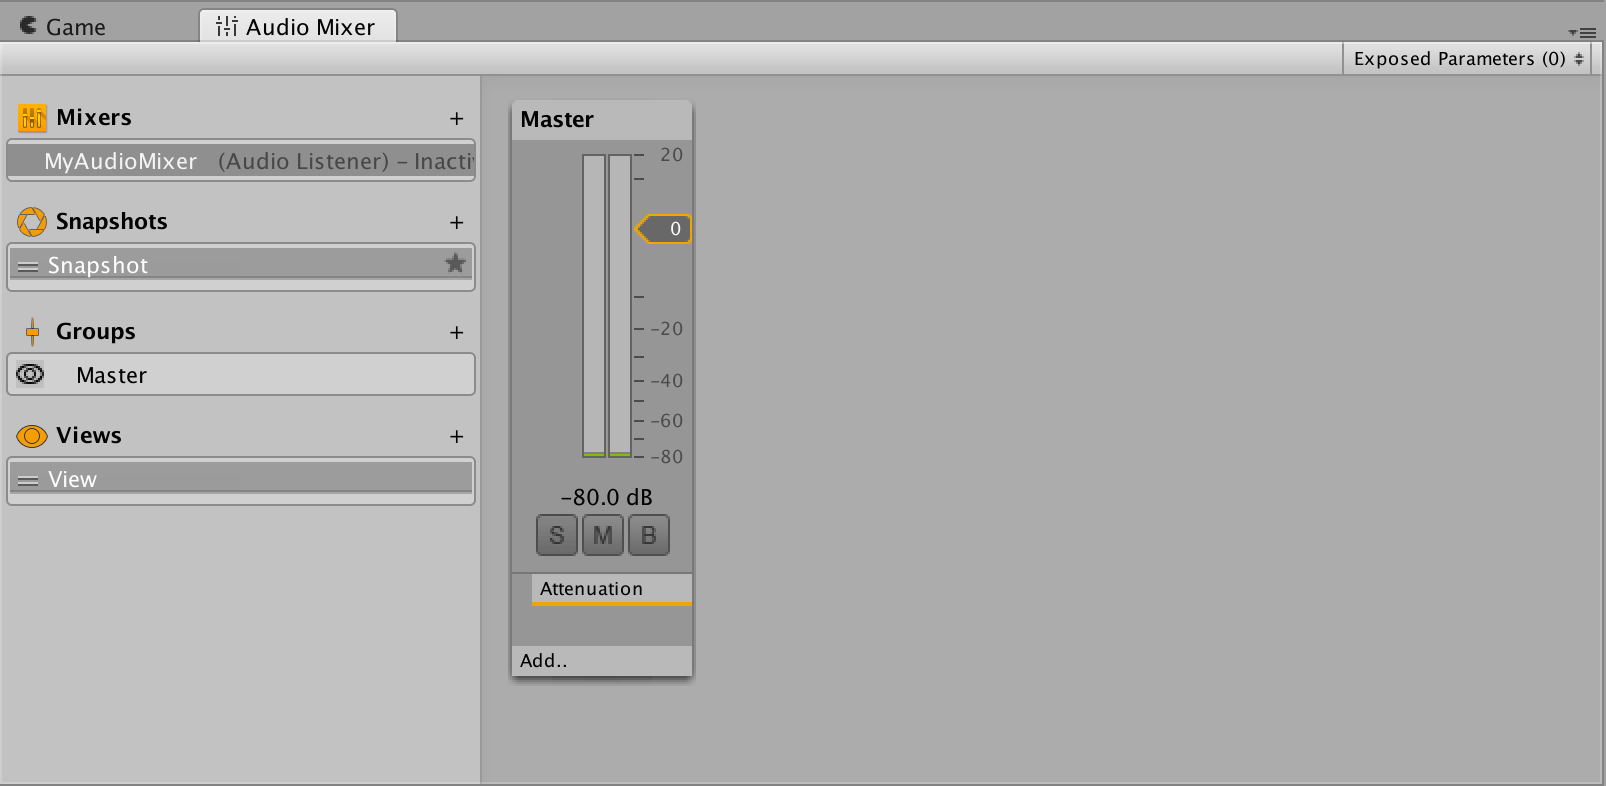 Game
Audio Mixer
Exposed Parameters (0)
Mixers +
MyAudioMixer (Audio Listener) – Inacti
Snapshots +
Snapshot
Groups +
Master
Views +
View
Master
20
0
-20
-40
-60
-80
-80.0 dB
S M B
Attenuation
Add..